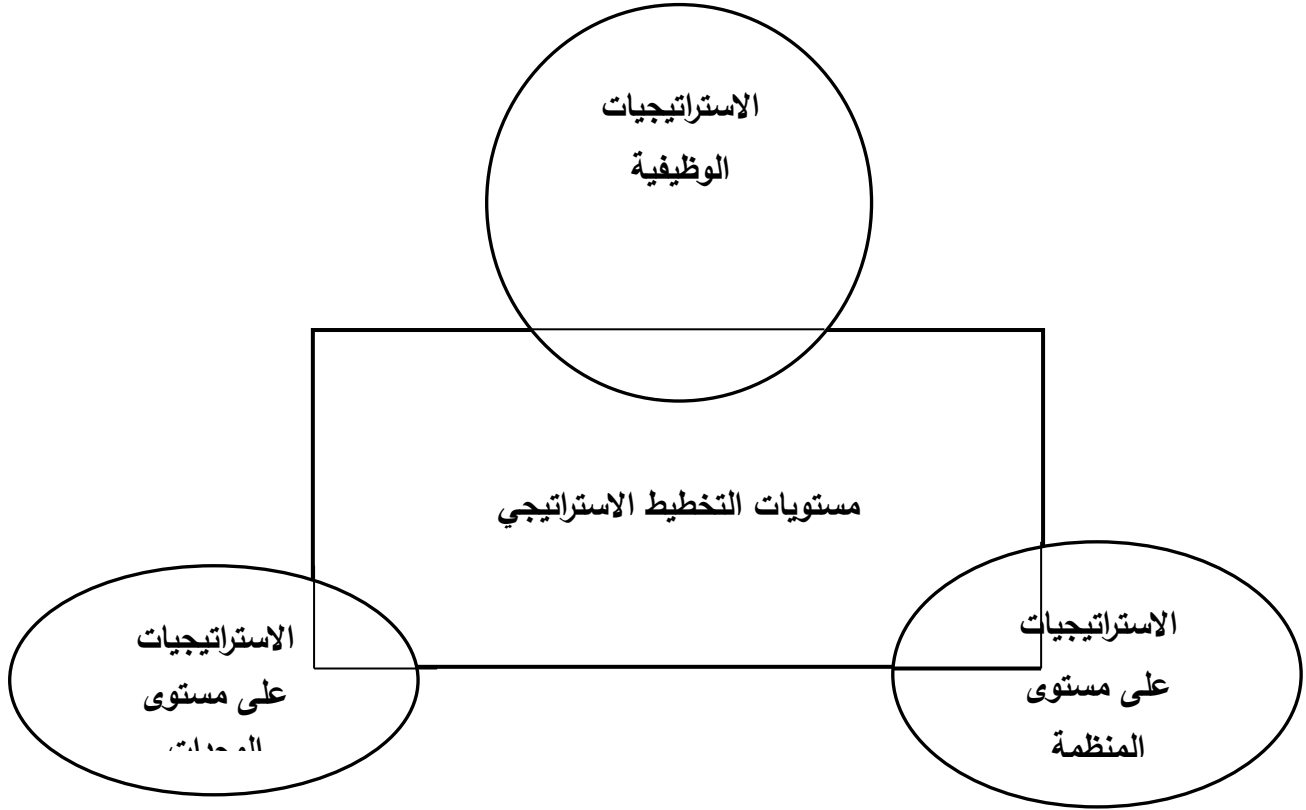 الاستراتيجيات
الوظيفية
مستويات التخطيط الاستراتيجي
الاستراتيجيات
على مستوى
المنظمة
الاستراتيجيات
على مستوى